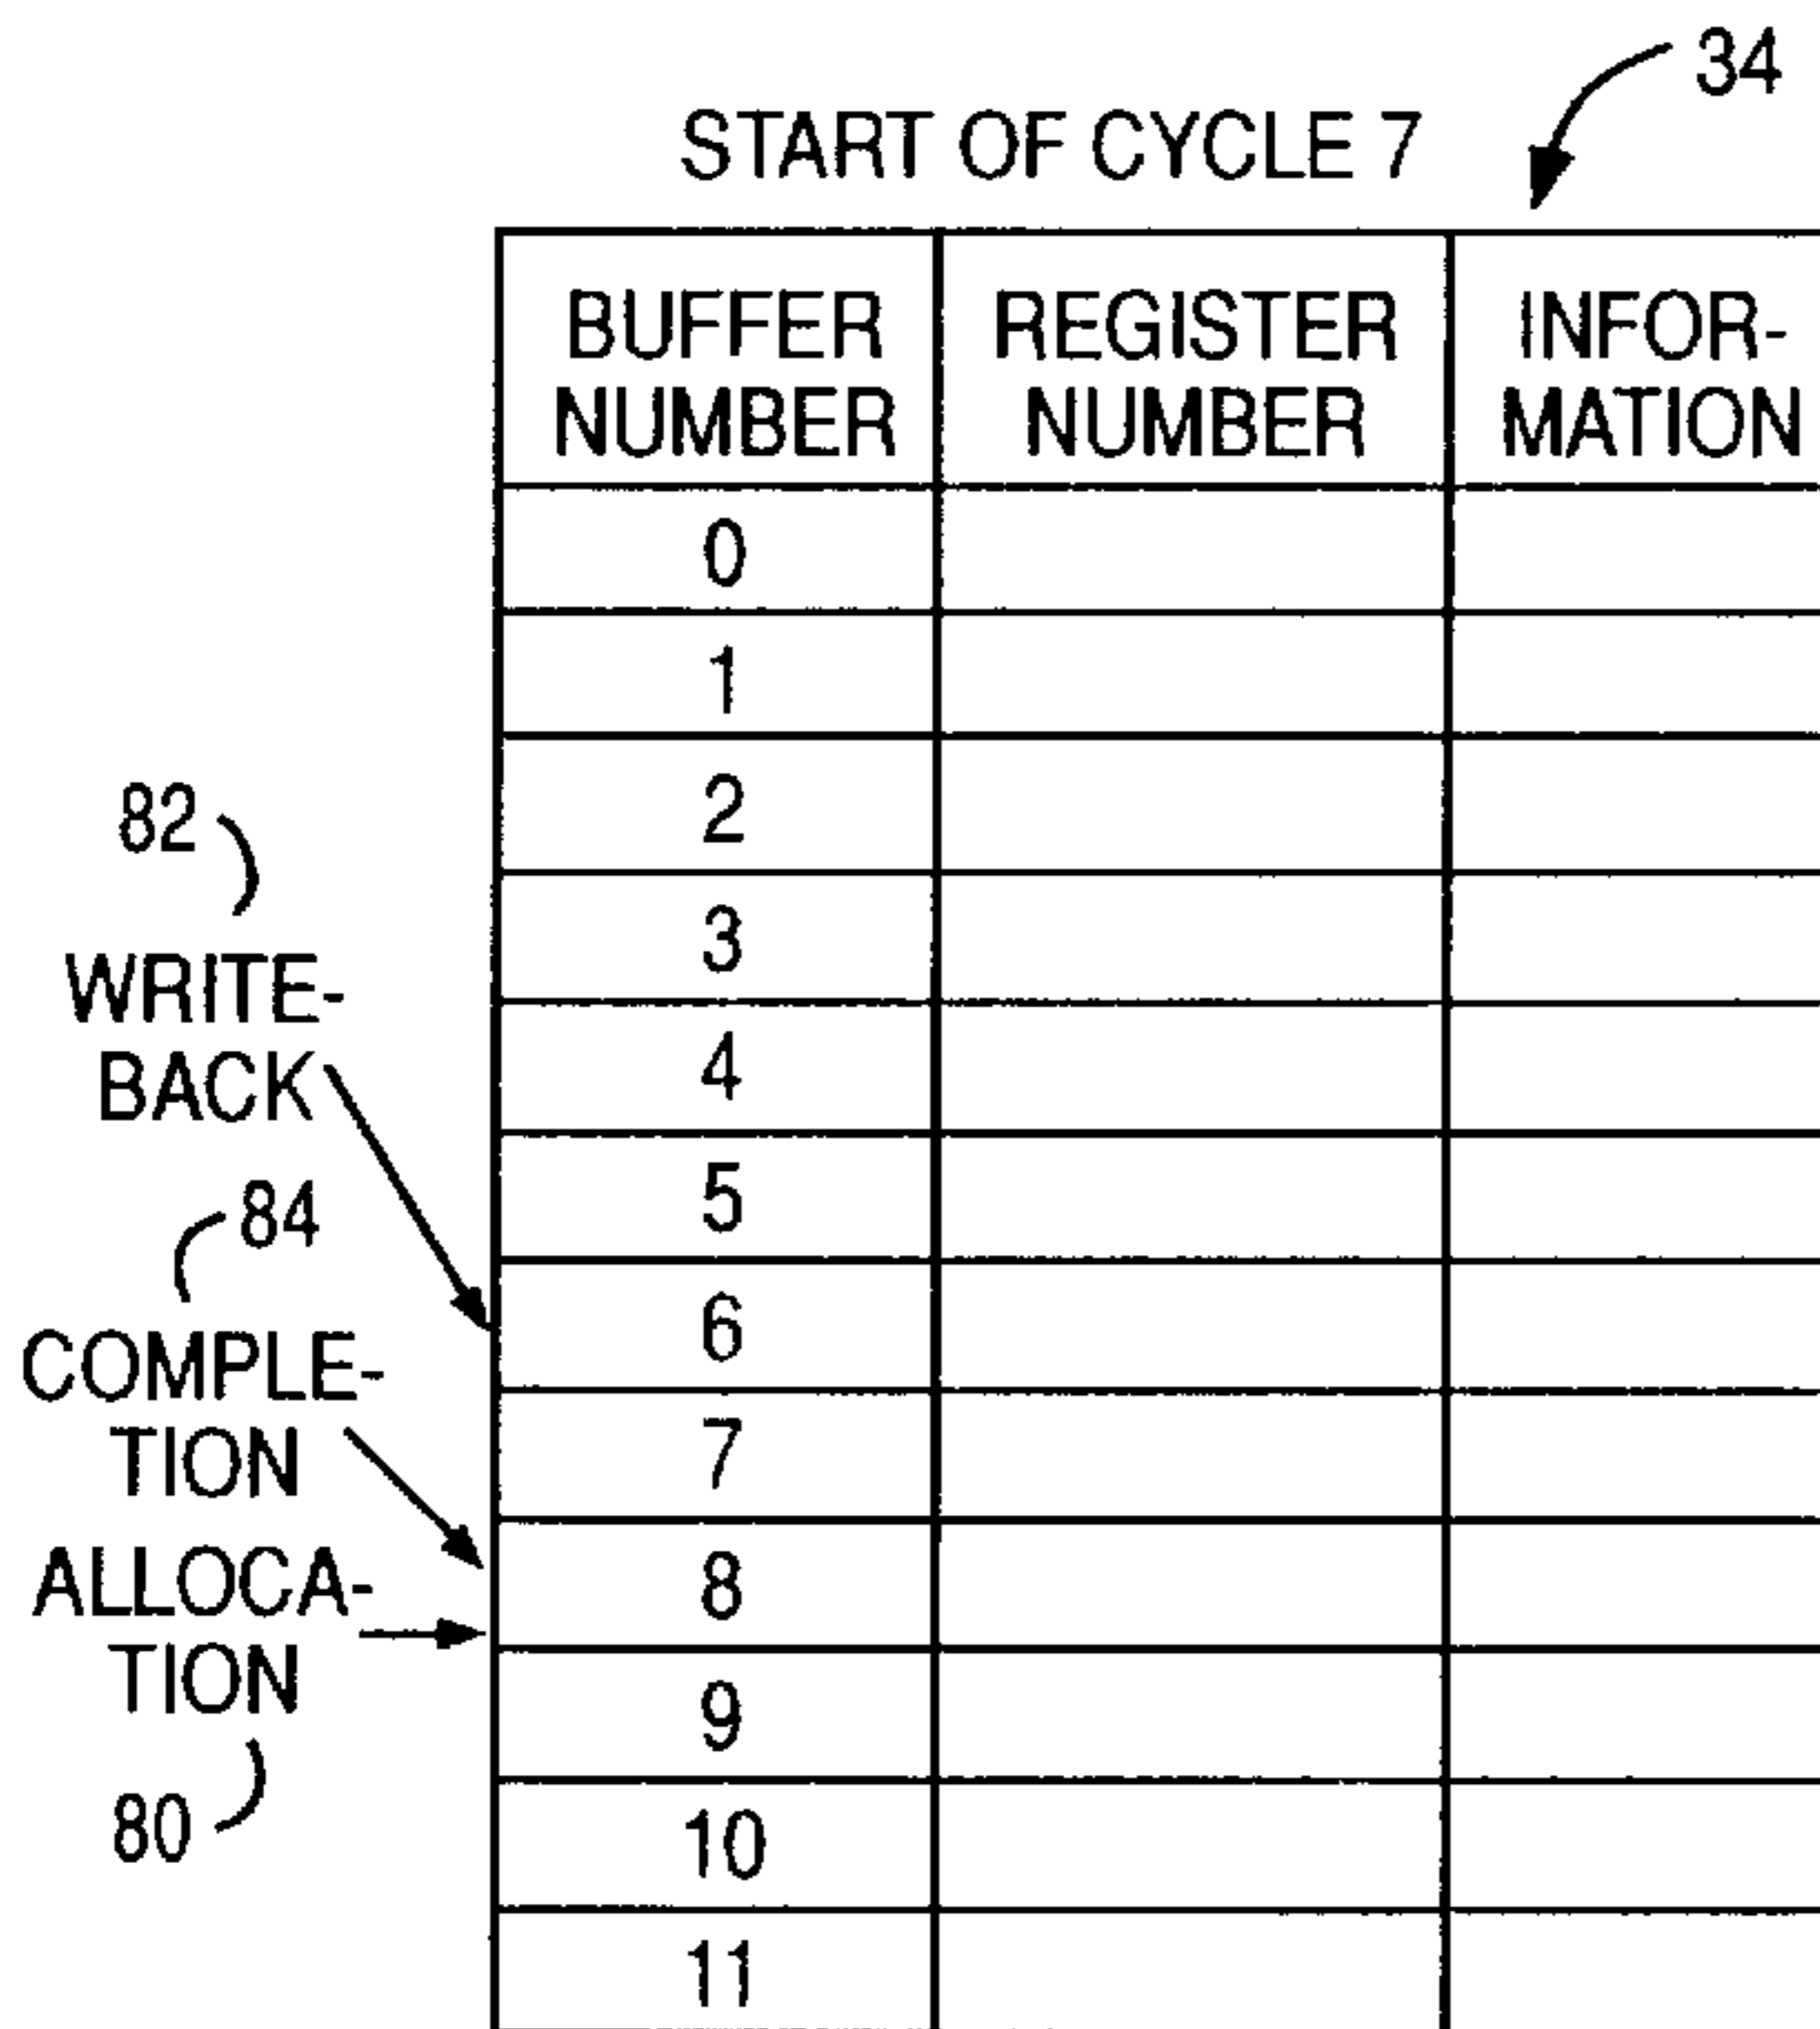 34
START OF CYCLE 7
BUFFER NUMBER REGISTER NUMBER INFOR-
MATION
0
1
2
3
4
5
6
7
8
9
10
11
82
WRITE-
BACK
84
COMPLE-
TION
ALLOCA-
TION
80